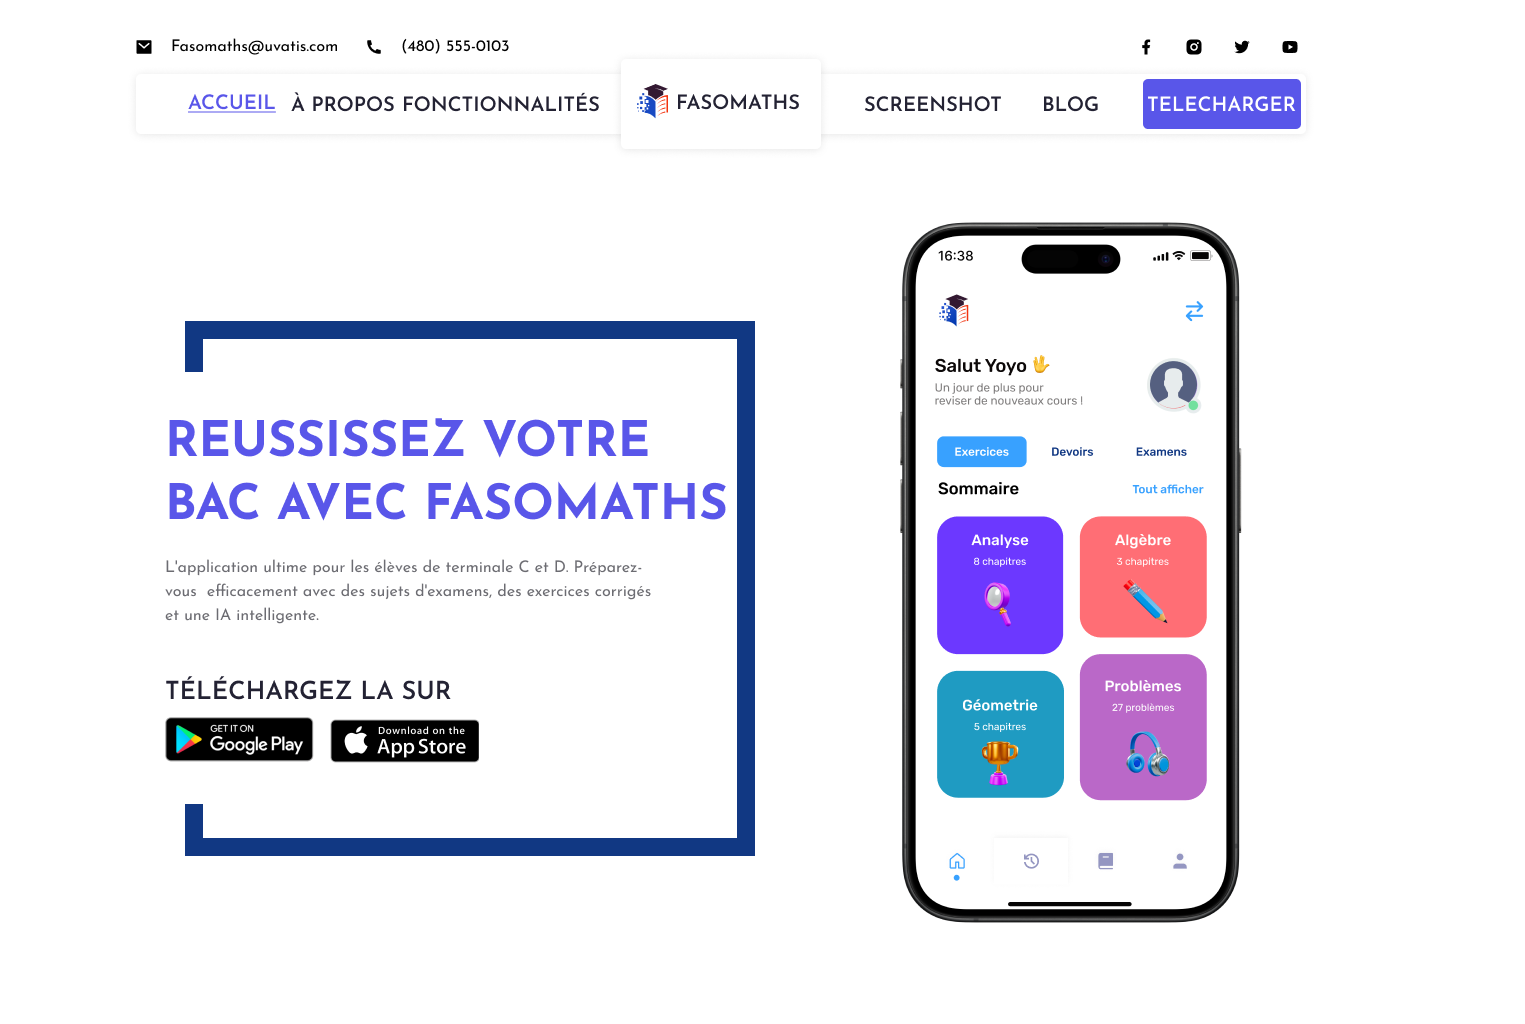 Fasomaths@uvatis.com (480) 555-0103
ACCUEIL À PROPOS FONCTIONNALITÉS FASOMATHS SCREENSHOT BLOG TELECHARGER
REUSSISSEZ VOTRE
BAC AVEC FASOMATHS
L'application ultime pour les élèves de terminale C et D. Préparez-
vous efficacement avec des sujets d'examens, des exercices corrigés
et une IA intelligente.
TÉLÉCHARGEZ LA SUR
GET IT ON
Google Play
Download on the
App Store
16:38
Salut Yoyo 🖖
Un jour de plus pour
reviser de nouveaux cours !
Exercices Devoirs Examens
Sommaire Tout afficher
Analyse
8 chapitres
Algèbre
3 chapitres
Géometrie
5 chapitres
Problèmes
27 problèmes